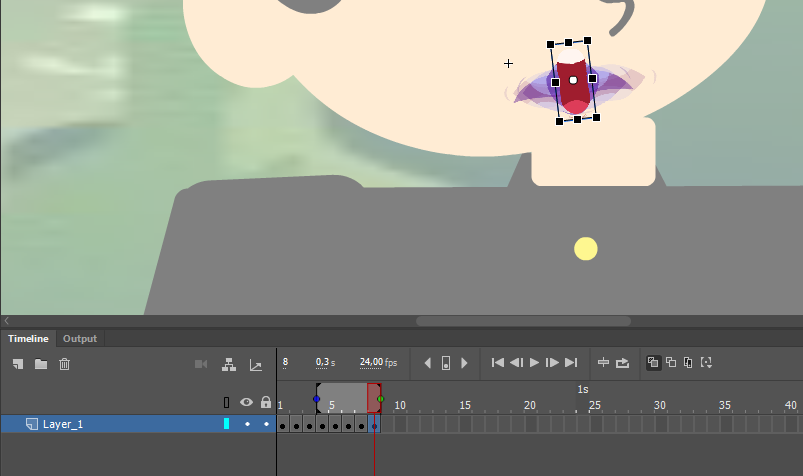 Timeline Output
8 0,3 s 24,00 fps
1s
1 5 10 15 20 25 30 35 40
Layer_1